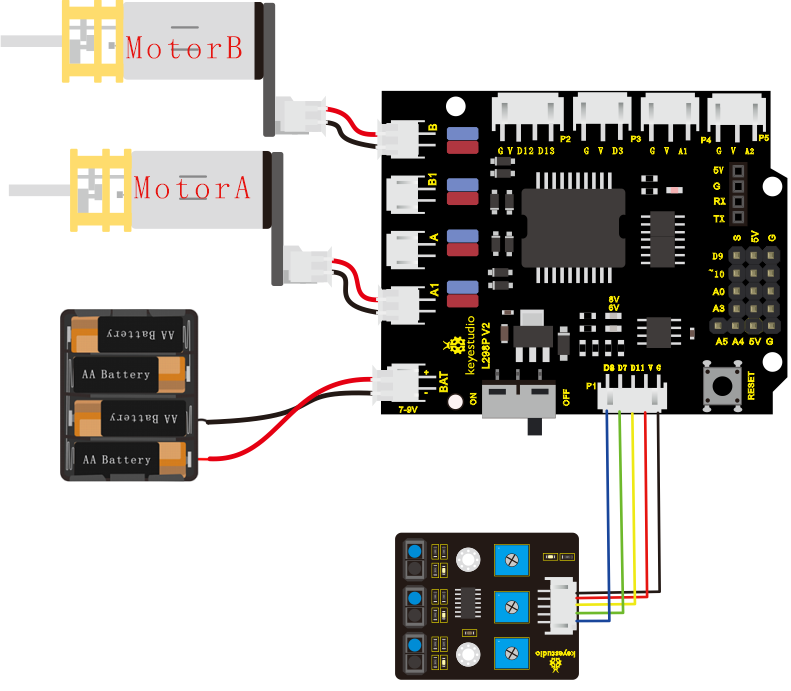 MotorB
MotorA
AA Battery
AA Battery
AA Battery
AA Battery
B
B1
A
A1
BAT
+
-
7-9V
keyestudio
L298P V2
ON
OFF
P2
P3
P4
P5
G V D12 D13
G V D3
G V A1
G V A2
5V
G
RX
TX
S 5V G
D9
~10
A0
A3
A5 A4 5V G
6V
6V
P1
D8 D7 D11 V G
RESET
keyestudio